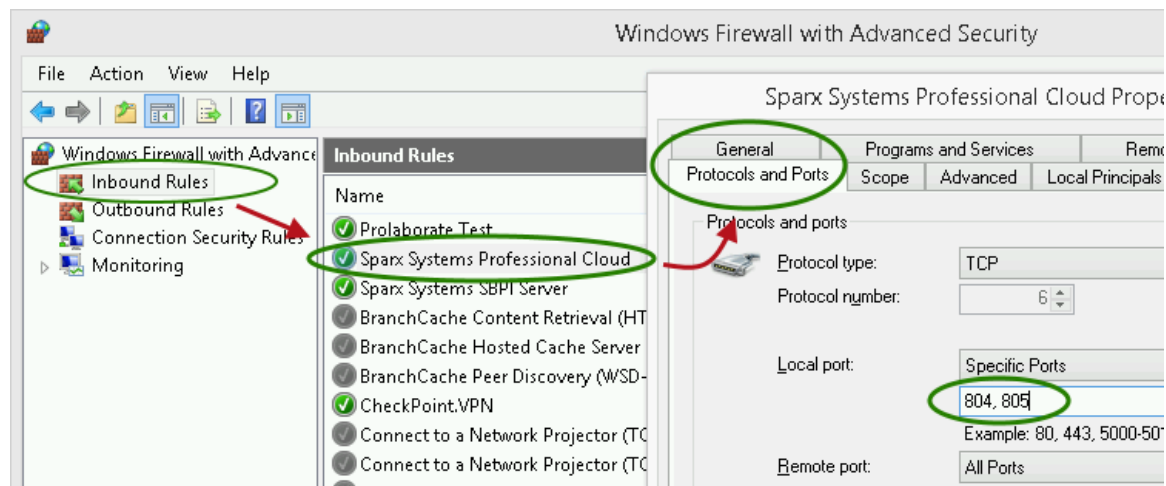 Windows Firewall with Advanced Security
File Action View Help
Windows Firewall with Advance
Inbound Rules
Outbound Rules
Connection Security Rules
Monitoring
Inbound Rules
Name
Prolaborate Test
Sparx Systems Professional Cloud
Sparx Systems SBPI Server
BranchCache Content Retrieval (HT
BranchCache Hosted Cache Server
BranchCache Peer Discovery (WSD-
CheckPoint.VPN
Connect to a Network Projector (TC
Connect to a Network Projector (TC
Sparx Systems Professional Cloud Prope
General Programs and Services Remo
Protocols and Ports Scope Advanced Local Principals
Protocols and ports
Protocol type: TCP
Protocol number: 6
Local port: Specific Ports
804, 805
Example: 80, 443, 5000-501
Remote port: All Ports